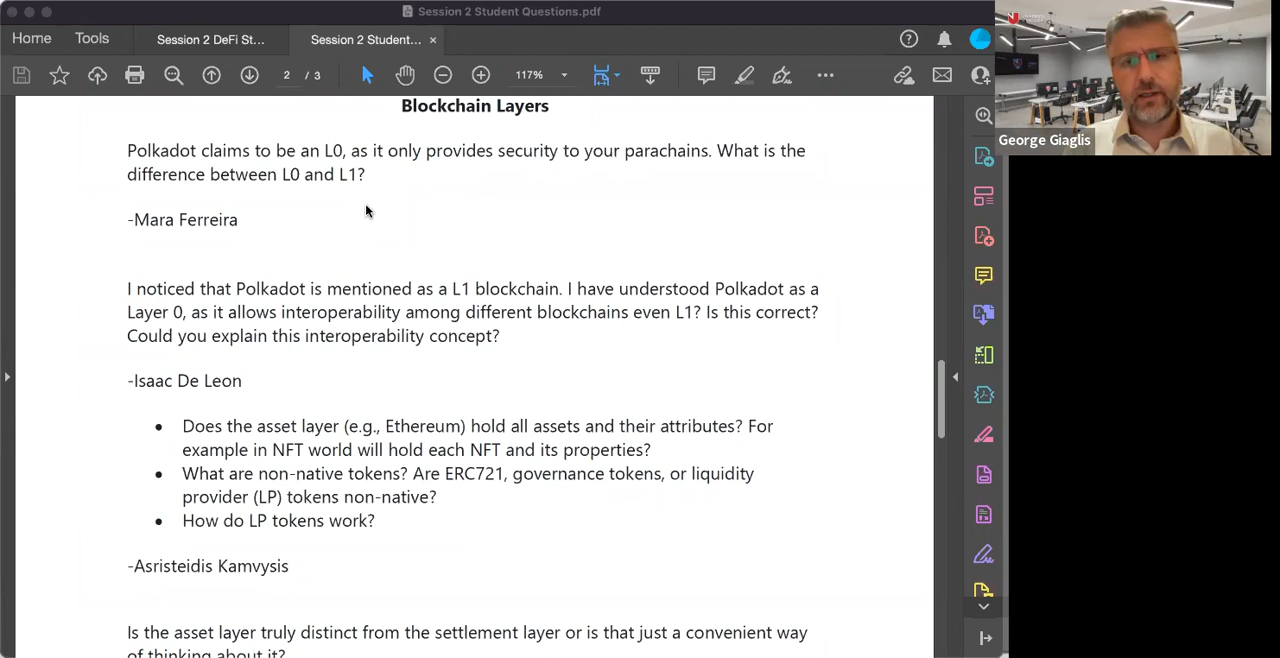 Session 2 Student Questions.pdf
Home Tools Session 2 DeFi St... Session 2 Student... ×
2 / 3 117%
George Giaglis
Blockchain Layers
Polkadot claims to be an L0, as it only provides security to your parachains. What is the
difference between L0 and L1?
-Mara Ferreira
I noticed that Polkadot is mentioned as a L1 blockchain. I have understood Polkadot as a
Layer 0, as it allows interoperability among different blockchains even L1? Is this correct?
Could you explain this interoperability concept?
-Isaac De Leon
• Does the asset layer (e.g., Ethereum) hold all assets and their attributes? For
example in NFT world will hold each NFT and its properties?
• What are non-native tokens? Are ERC721, governance tokens, or liquidity
provider (LP) tokens non-native?
• How do LP tokens work?
-Asristeidis Kamvysis
Is the asset layer truly distinct from the settlement layer or is that just a convenient way
of thinking about it?